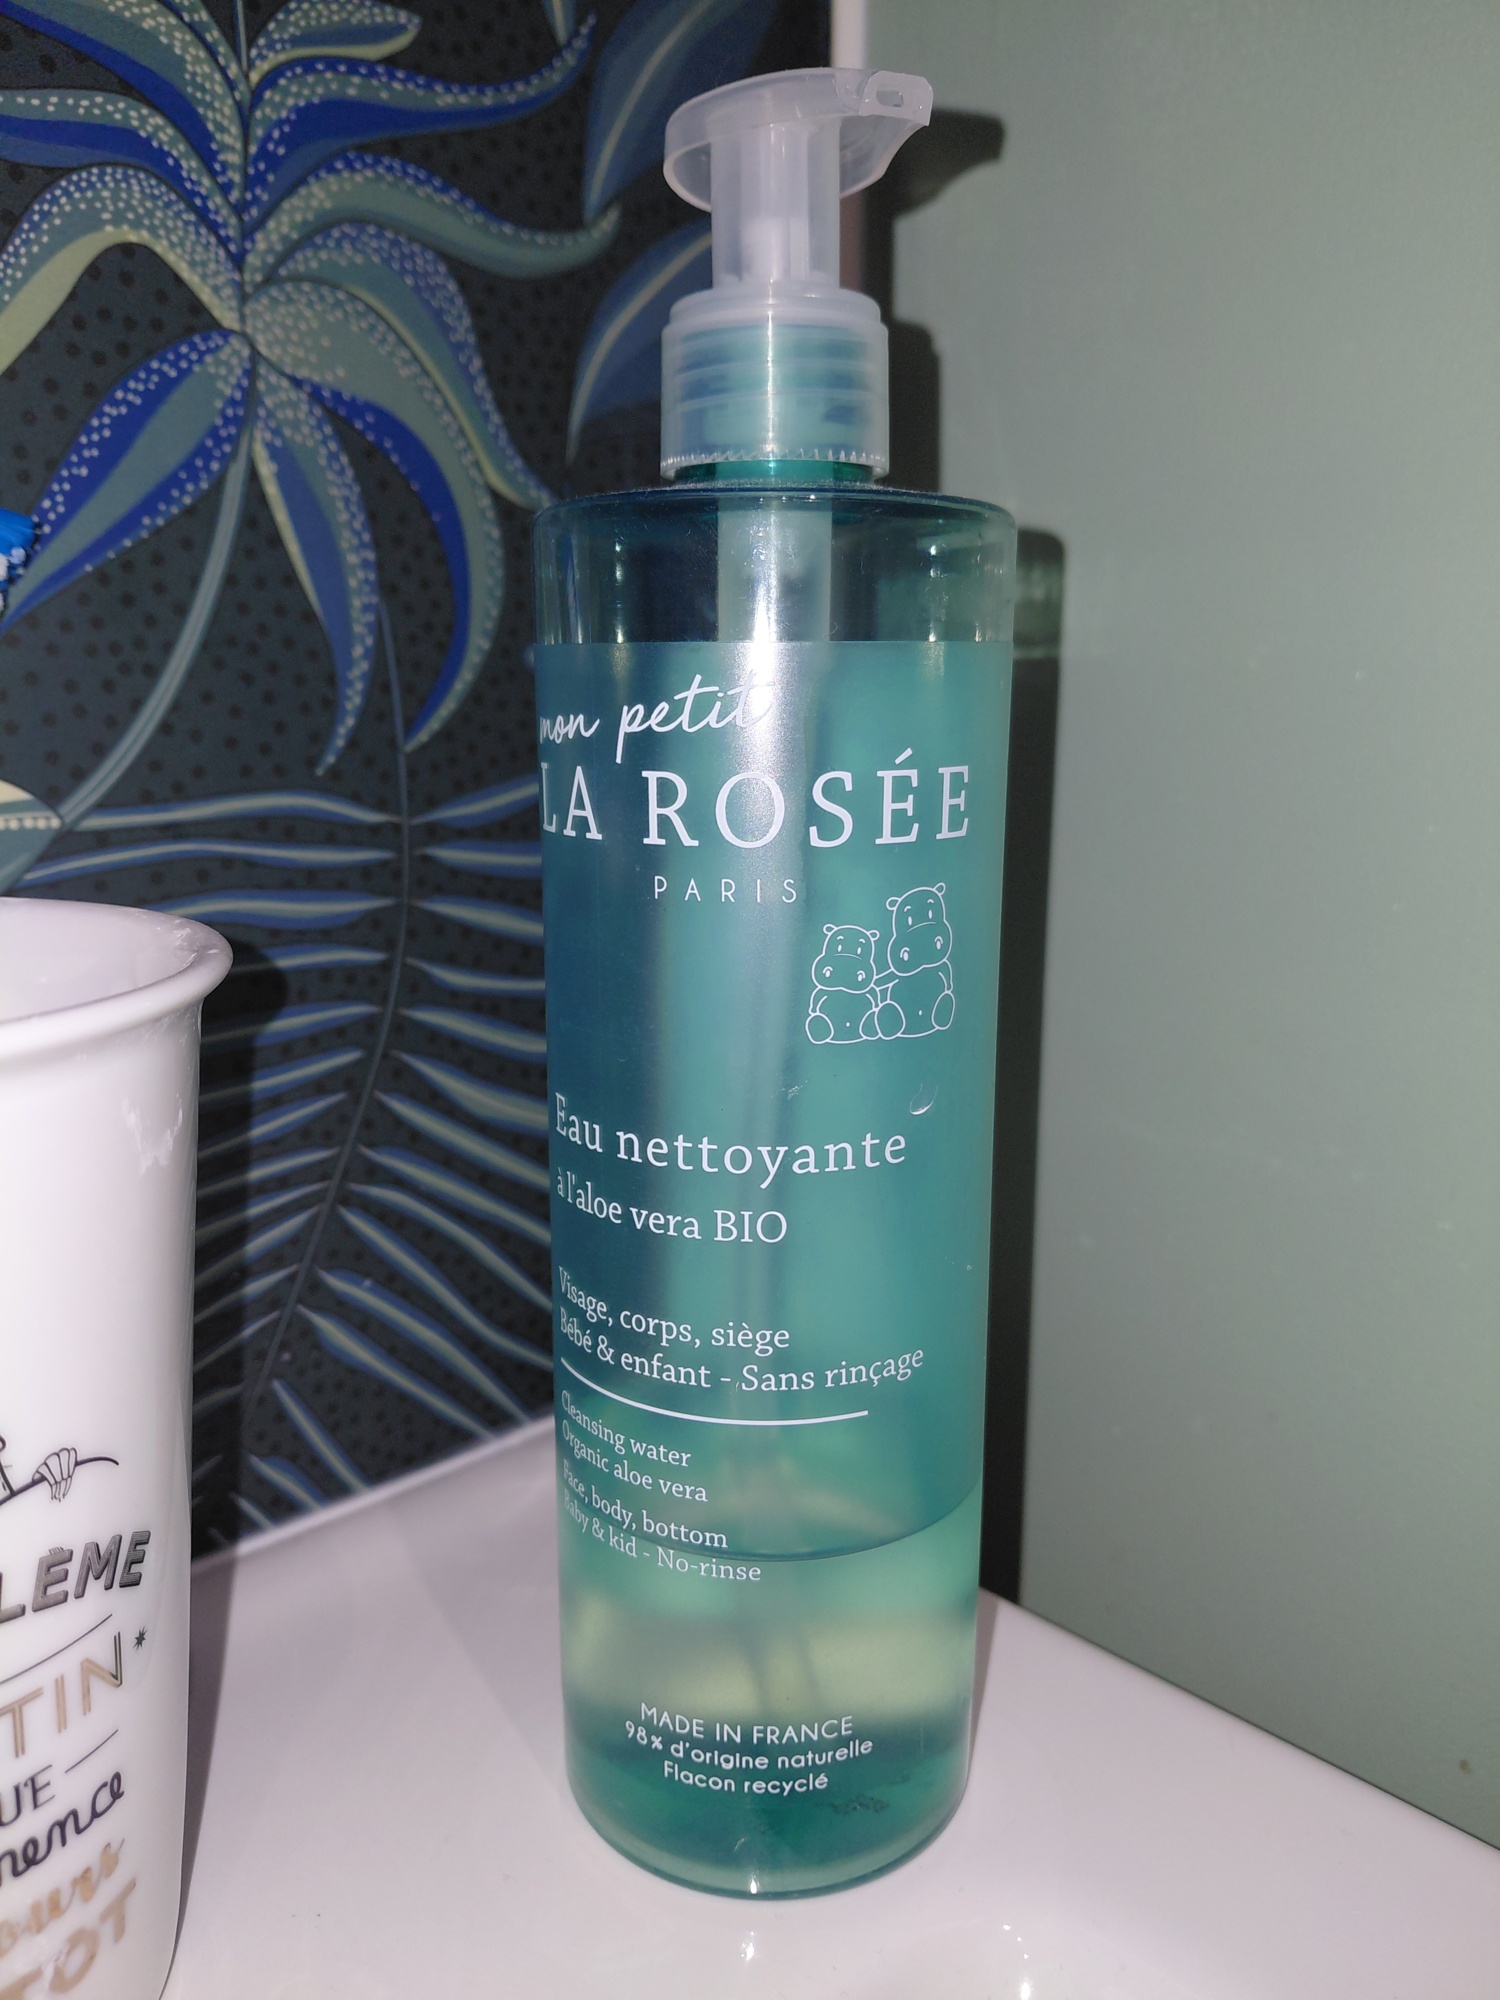 mon petit
LA ROSÉE
PARIS
Eau nettoyante
à l'aloe vera BIO
Visage, corps, siège
Bébé & enfant - Sans rinçage
Cleansing water
Organic aloe vera
Face, body, bottom
Baby & kid - No-rinse
MADE IN FRANCE
98% d'origine naturelle
Flacon recyclé
LÈME
TIN*
UE
mence
ours
TÔT